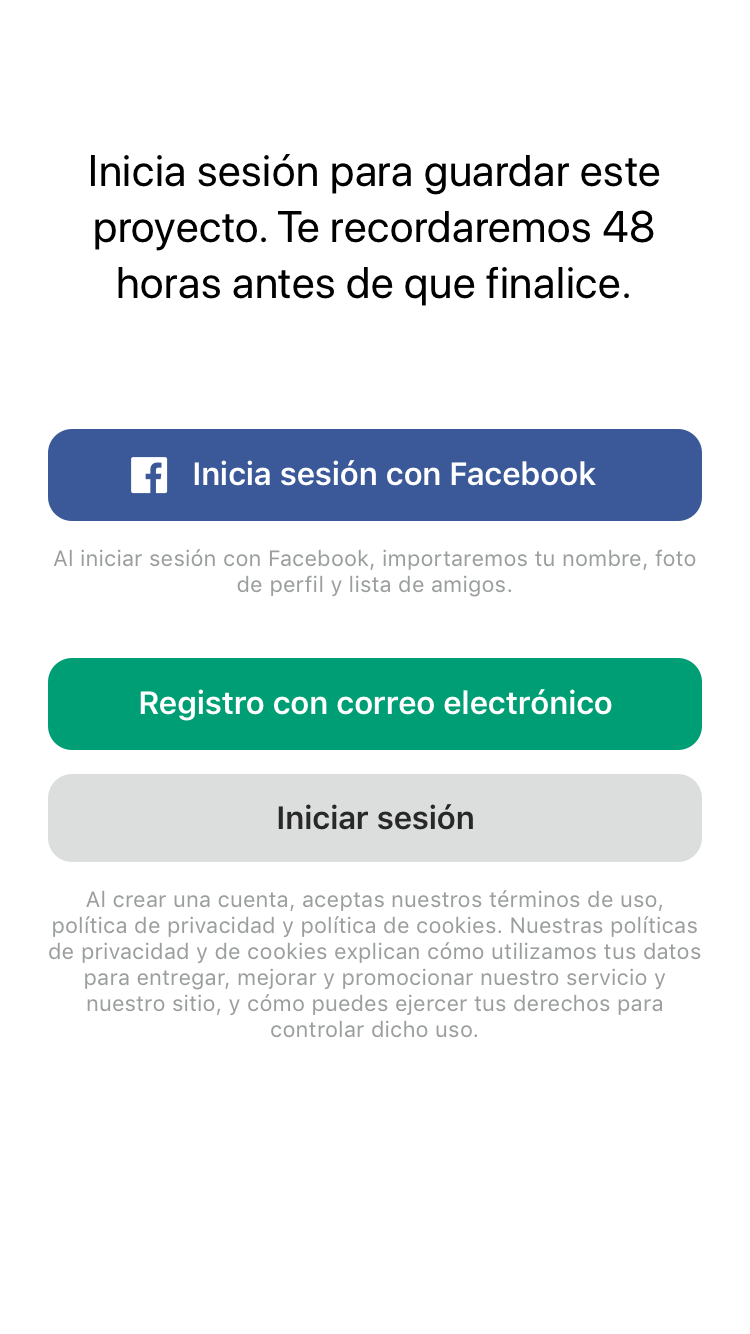 Inicia sesión para guardar este
proyecto. Te recordaremos 48
horas antes de que finalice.
Inicia sesión con Facebook
Al iniciar sesión con Facebook, importaremos tu nombre, foto
de perfil y lista de amigos.
Registro con correo electrónico
Iniciar sesión
Al crear una cuenta, aceptas nuestros términos de uso,
política de privacidad y política de cookies. Nuestras políticas
de privacidad y de cookies explican cómo utilizamos tus datos
para entregar, mejorar y promocionar nuestro servicio y
nuestro sitio, y cómo puedes ejercer tus derechos para
controlar dicho uso.